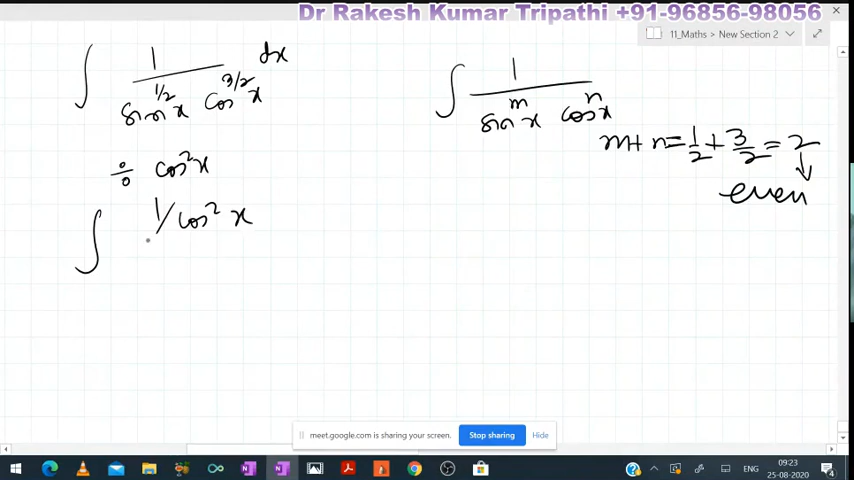 Dr Rakesh Kumar Tripathi +91-96856-98056
11_Maths > New Section 2
∫ 1 / (sin^{1/2} x cos^{3/2} x) dx
∫ 1 / (sin^m x cos^n x)
m+n = 1/2 + 3/2 = 2
↓
even
÷ cos²x
∫ 1/cos² x
meet.google.com is sharing your screen.
Stop sharing
Hide
ENG
09:23
25-08-2020
4